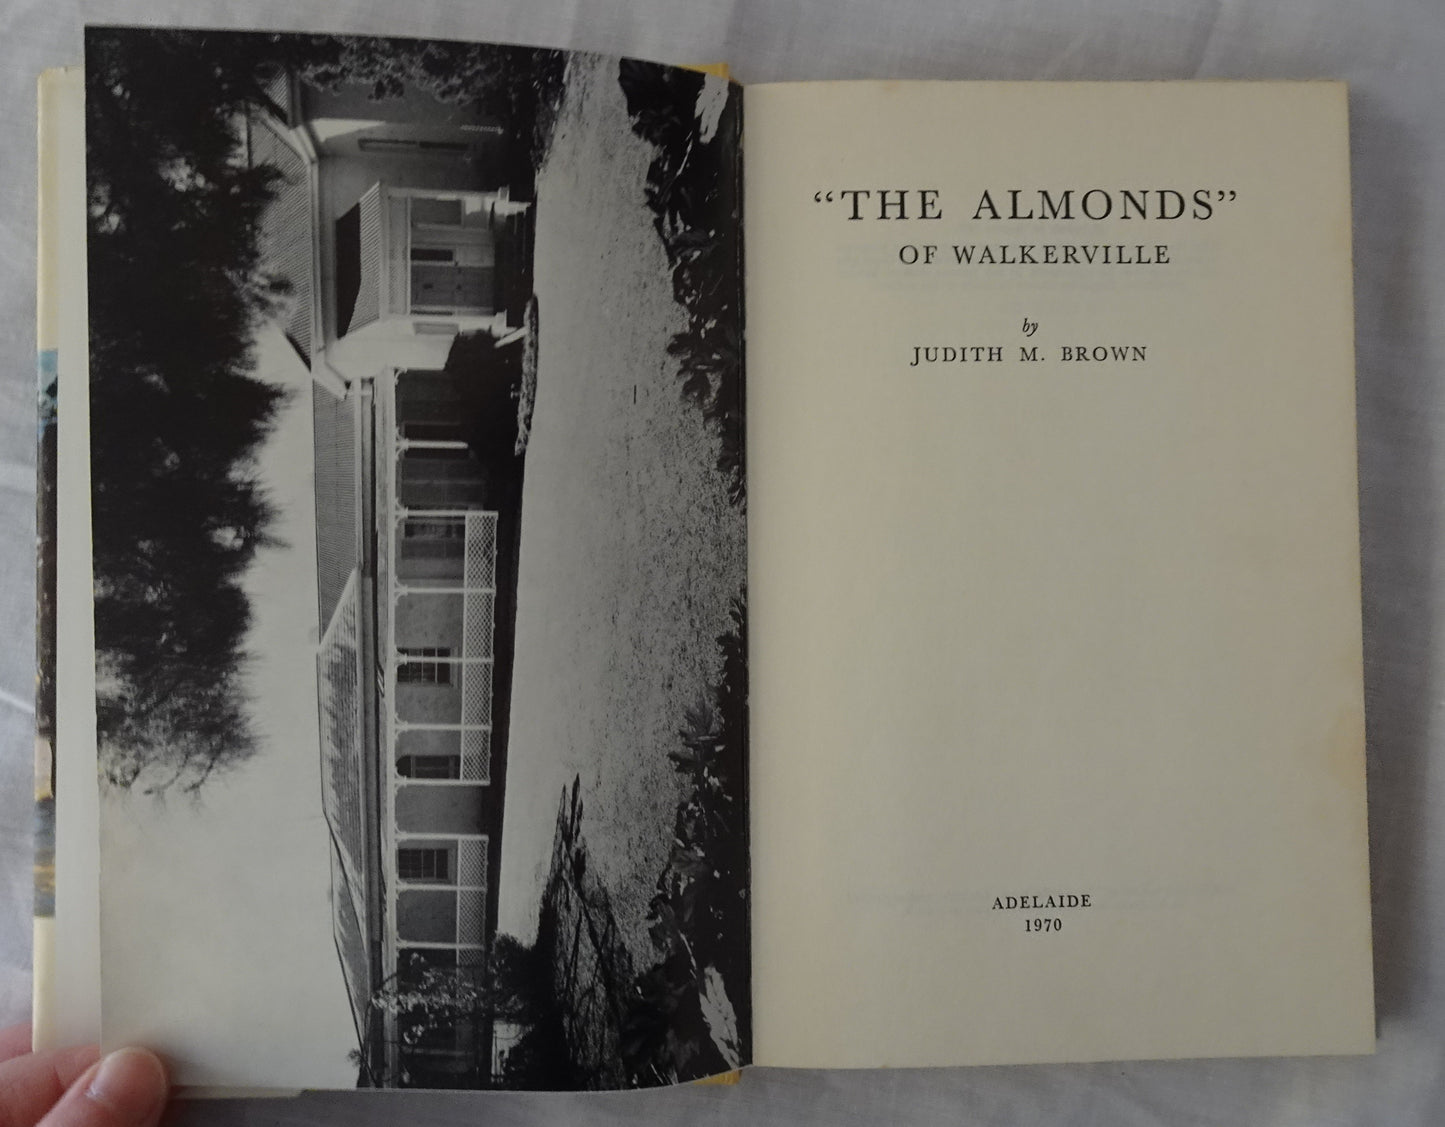 “THE ALMONDS”
OF WALKERVILLE
by
JUDITH M. BROWN
ADELAIDE
1970